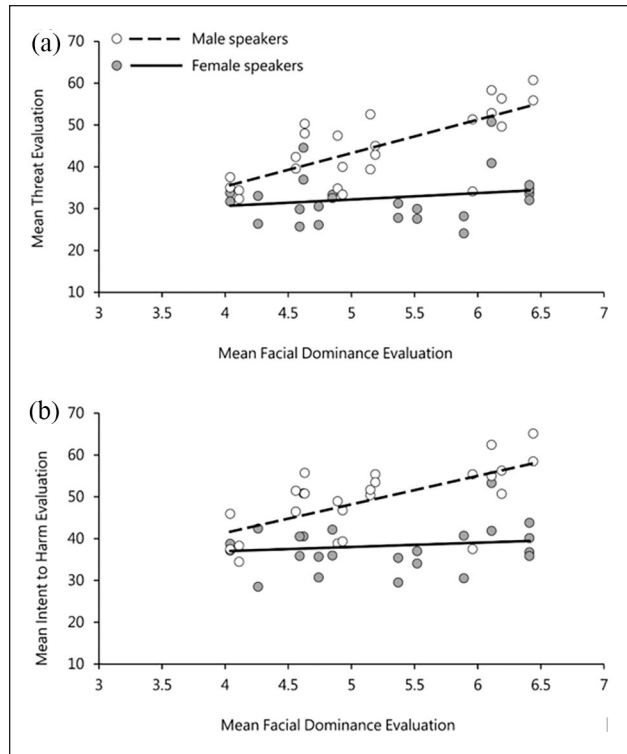 (a)
Male speakers
Female speakers
Mean Threat Evaluation
70
60
50
40
30
20
10
3 3.5 4 4.5 5 5.5 6 6.5 7
Mean Facial Dominance Evaluation
(b)
Mean Intent to Harm Evaluation
70
60
50
40
30
20
10
3 3.5 4 4.5 5 5.5 6 6.5 7
Mean Facial Dominance Evaluation